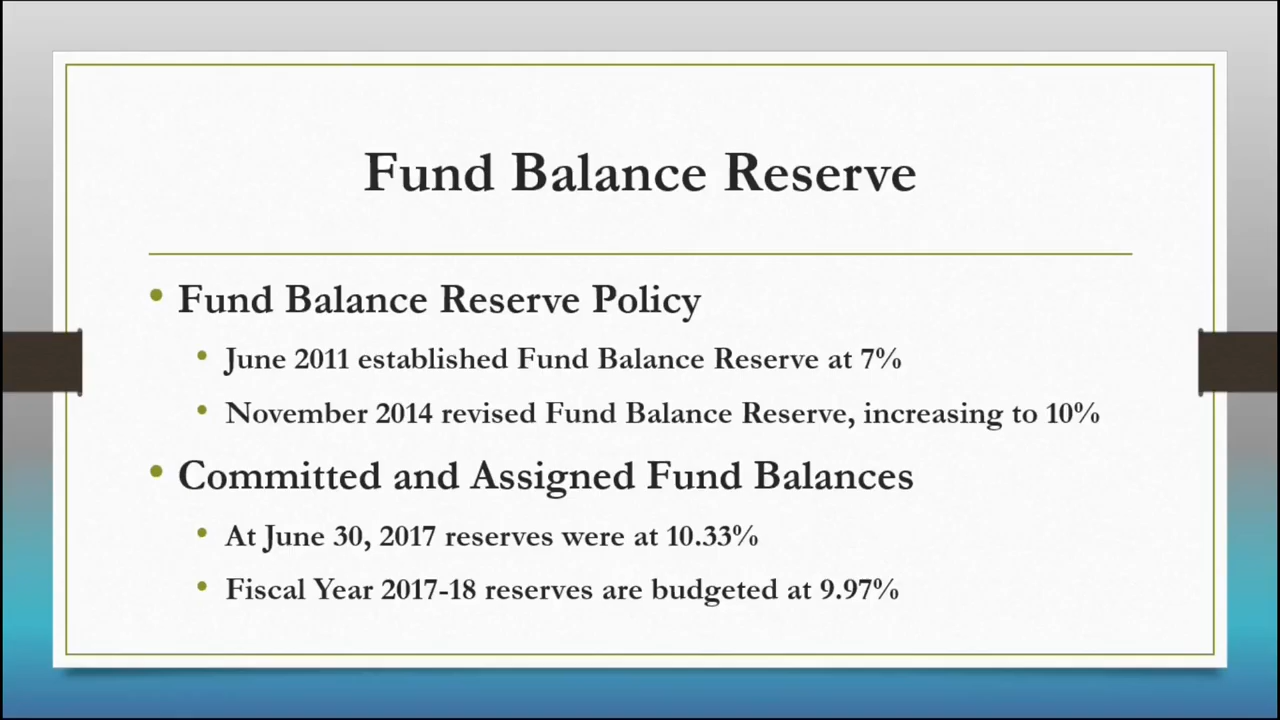 Fund Balance Reserve
• Fund Balance Reserve Policy
• June 2011 established Fund Balance Reserve at 7%
• November 2014 revised Fund Balance Reserve, increasing to 10%
• Committed and Assigned Fund Balances
• At June 30, 2017 reserves were at 10.33%
• Fiscal Year 2017-18 reserves are budgeted at 9.97%